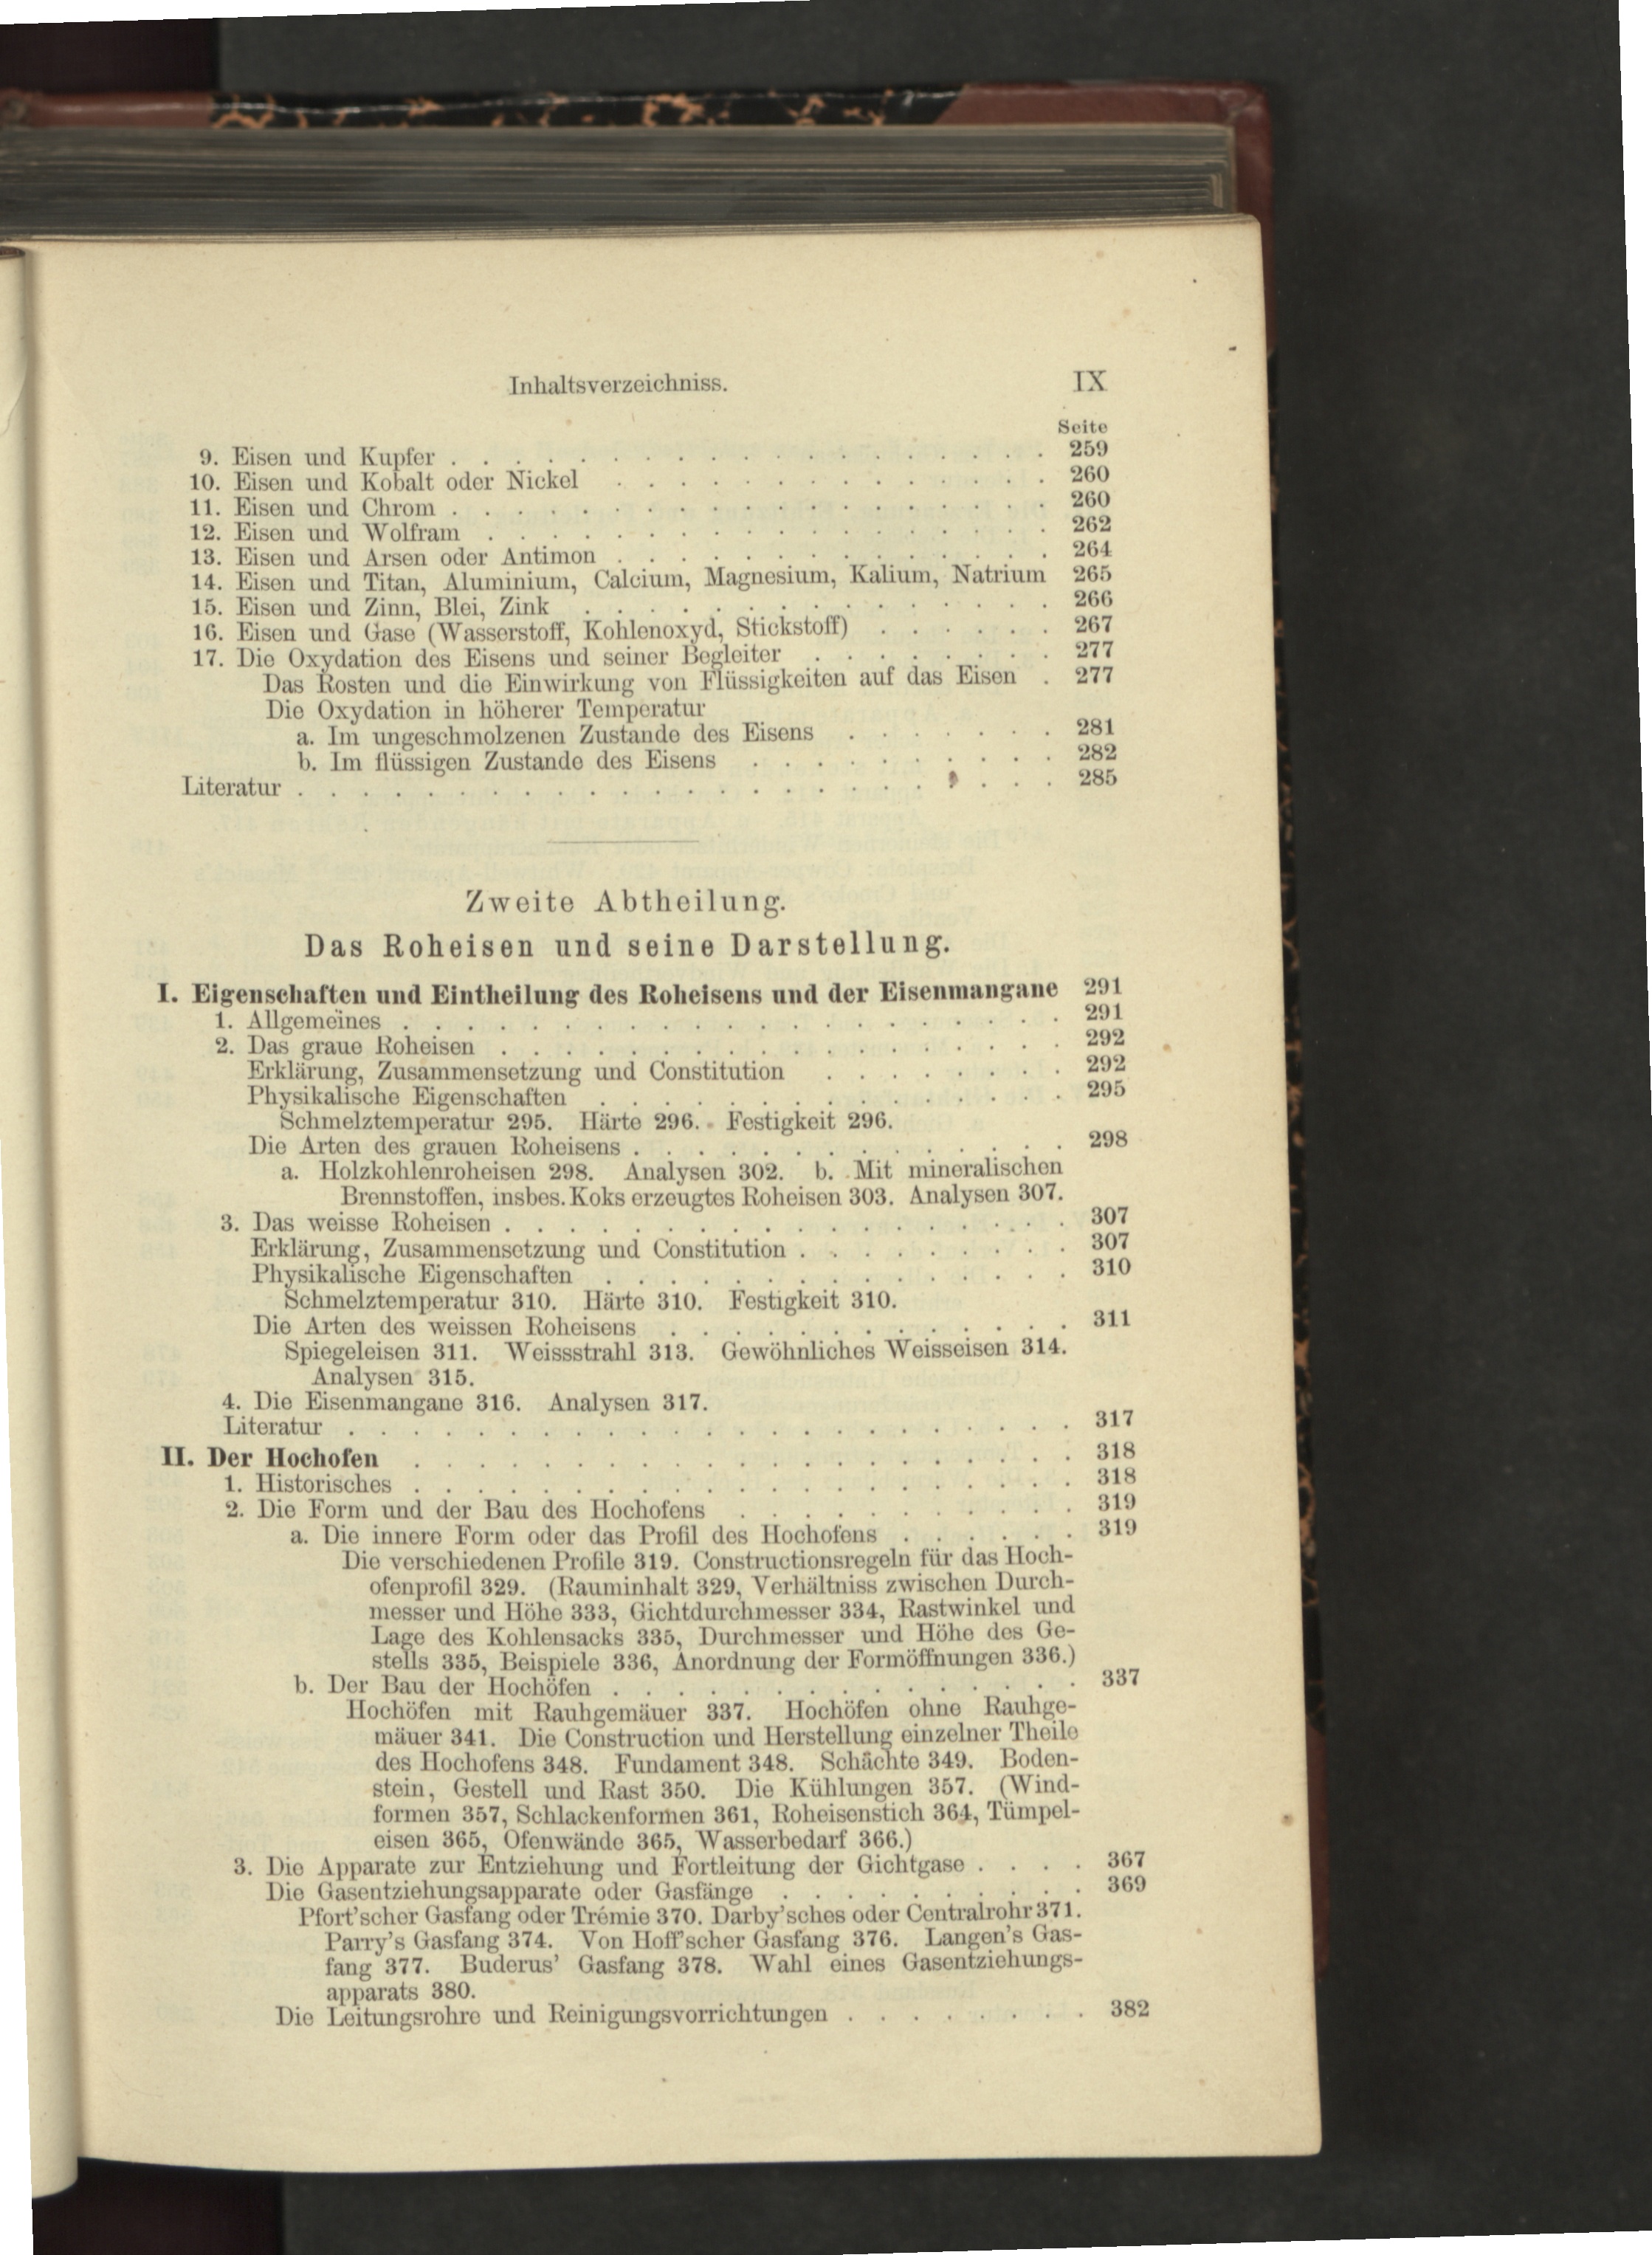 Inhaltsverzeichniss. IX
Seite
9. Eisen und Kupfer . . . . . . . . . . . . . . . . . . . 259
10. Eisen und Kobalt oder Nickel . . . . . . . . . . . . . . 260
11. Eisen und Chrom . . . . . . . . . . . . . . . . . . . 260
12. Eisen und Wolfram . . . . . . . . . . . . . . . . . . 262
13. Eisen und Arsen oder Antimon . . . . . . . . . . . . . . 264
14. Eisen und Titan, Aluminium, Calcium, Magnesium, Kalium, Natrium 265
15. Eisen und Zinn, Blei, Zink . . . . . . . . . . . . . . . 266
16. Eisen und Gase (Wasserstoff, Kohlenoxyd, Stickstoff) . . . . . . 267
17. Die Oxydation des Eisens und seiner Begleiter . . . . . . . . 277
Das Rosten und die Einwirkung von Flüssigkeiten auf das Eisen . 277
Die Oxydation in höherer Temperatur
a. Im ungeschmolzenen Zustande des Eisens . . . . . . . 281
b. Im flüssigen Zustande des Eisens . . . . . . . . . . 282
Literatur . . . . . . . . . . . . . . . . . . . . . . . . 285
Zweite Abtheilung.
Das Roheisen und seine Darstellung.
I. Eigenschaften und Eintheilung des Roheisens und der Eisenmangane 291
1. Allgemeines . . . . . . . . . . . . . . . . . . . . . 291
2. Das graue Roheisen . . . . . . . . . . . . . . . . . . 292
Erklärung, Zusammensetzung und Constitution . . . . . . . . 292
Physikalische Eigenschaften . . . . . . . . . . . . . . . 295
Schmelztemperatur 295. Härte 296. Festigkeit 296.
Die Arten des grauen Roheisens . . . . . . . . . . . . . . 298
a. Holzkohlenroheisen 298. Analysen 302. b. Mit mineralischen
Brennstoffen, insbes. Koks erzeugtes Roheisen 303. Analysen 307.
3. Das weisse Roheisen . . . . . . . . . . . . . . . . . . 307
Erklärung, Zusammensetzung und Constitution . . . . . . . . . 307
Physikalische Eigenschaften . . . . . . . . . . . . . . . 310
Schmelztemperatur 310. Härte 310. Festigkeit 310.
Die Arten des weissen Roheisens . . . . . . . . . . . . . 311
Spiegeleisen 311. Weissstrahl 313. Gewöhnliches Weisseisen 314.
Analysen 315.
4. Die Eisenmangane 316. Analysen 317.
Literatur . . . . . . . . . . . . . . . . . . . . . . . 317
II. Der Hochofen . . . . . . . . . . . . . . . . . . . . . 318
1. Historisches . . . . . . . . . . . . . . . . . . . . . 318
2. Die Form und der Bau des Hochofens . . . . . . . . . . . 319
a. Die innere Form oder das Profil des Hochofens . . . . . . 319
Die verschiedenen Profile 319. Constructionsregeln für das Hoch-
ofenprofil 329. (Rauminhalt 329, Verhältniss zwischen Durch-
messer und Höhe 333, Gichtdurchmesser 334, Rastwinkel und
Lage des Kohlensacks 335, Durchmesser und Höhe des Ge-
stells 335, Beispiele 336, Anordnung der Formöffnungen 336.)
b. Der Bau der Hochöfen . . . . . . . . . . . . . . . 337
Hochöfen mit Rauhgemäuer 337. Hochöfen ohne Rauhge-
mäuer 341. Die Construction und Herstellung einzelner Theile
des Hochofens 348. Fundament 348. Schächte 349. Boden-
stein, Gestell und Rast 350. Die Kühlungen 357. (Wind-
formen 357, Schlackenformen 361, Roheisenstich 364, Tümpel-
eisen 365, Ofenwände 365, Wasserbedarf 366.)
3. Die Apparate zur Entziehung und Fortleitung der Gichtgase . . . . 367
Die Gasentziehungsapparate oder Gasfänge . . . . . . . . . . 369
Pfort'scher Gasfang oder Trémie 370. Darby'sches oder Centralrohr 371.
Parry's Gasfang 374. Von Hoff'scher Gasfang 376. Langen's Gas-
fang 377. Buderus' Gasfang 378. Wahl eines Gasentziehungs-
apparats 380.
Die Leitungsrohre und Reinigungsvorrichtungen . . . . . . . . 382